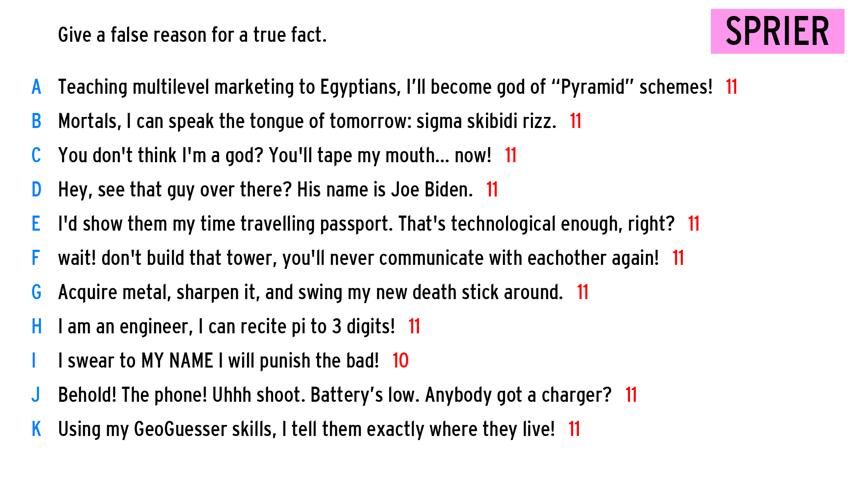 Give a false reason for a true fact.
SPRIER
A Teaching multilevel marketing to Egyptians, I’ll become god of “Pyramid” schemes! 11
B Mortals, I can speak the tongue of tomorrow: sigma skibidi rizz. 11
C You don't think I'm a god? You'll tape my mouth... now! 11
D Hey, see that guy over there? His name is Joe Biden. 11
E I'd show them my time travelling passport. That's technological enough, right? 11
F wait! don't build that tower, you'll never communicate with eachother again! 11
G Acquire metal, sharpen it, and swing my new death stick around. 11
H I am an engineer, I can recite pi to 3 digits! 11
I I swear to MY NAME I will punish the bad! 10
J Behold! The phone! Uhhh shoot. Battery’s low. Anybody got a charger? 11
K Using my GeoGuesser skills, I tell them exactly where they live! 11